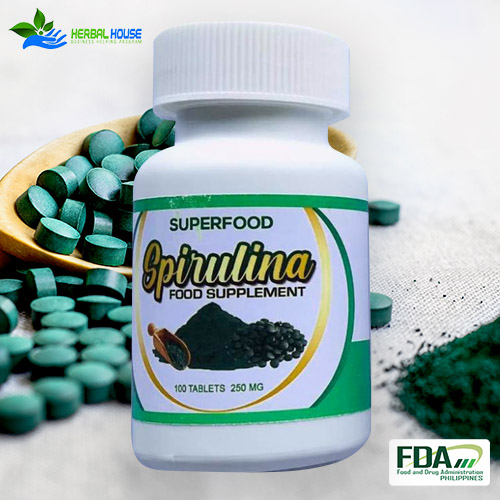 HERBAL HOUSE
BUSINESS HELPING PROGRAM
SUPERFOOD
Spirulina
FOOD SUPPLEMENT
100 TABLETS 250 MG
FDA
Food and Drug Administration
PHILIPPINES